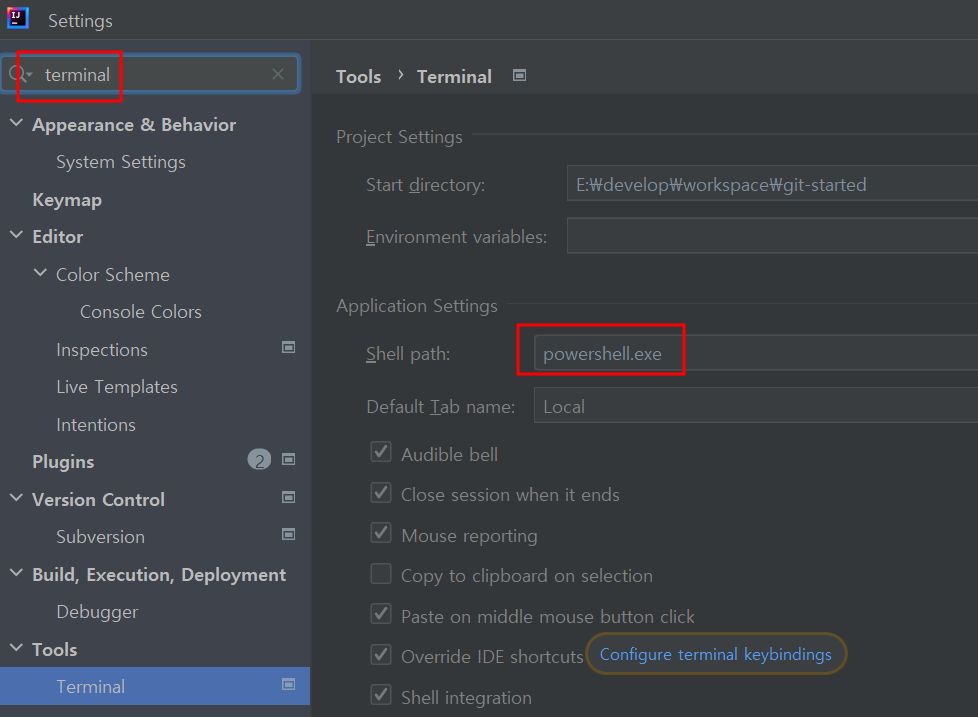 IJ
Settings
terminal
Appearance & Behavior
System Settings
Keymap
Editor
Color Scheme
Console Colors
Inspections
Live Templates
Intentions
Plugins 2
Version Control
Subversion
Build, Execution, Deployment
Debugger
Tools
Terminal
Tools › Terminal
Project Settings
Start directory: E:₩develop₩workspace₩git-started
Environment variables:
Application Settings
Shell path: powershell.exe
Default Tab name: Local
Audible bell
Close session when it ends
Mouse reporting
Copy to clipboard on selection
Paste on middle mouse button click
Override IDE shortcuts Configure terminal keybindings
Shell integration